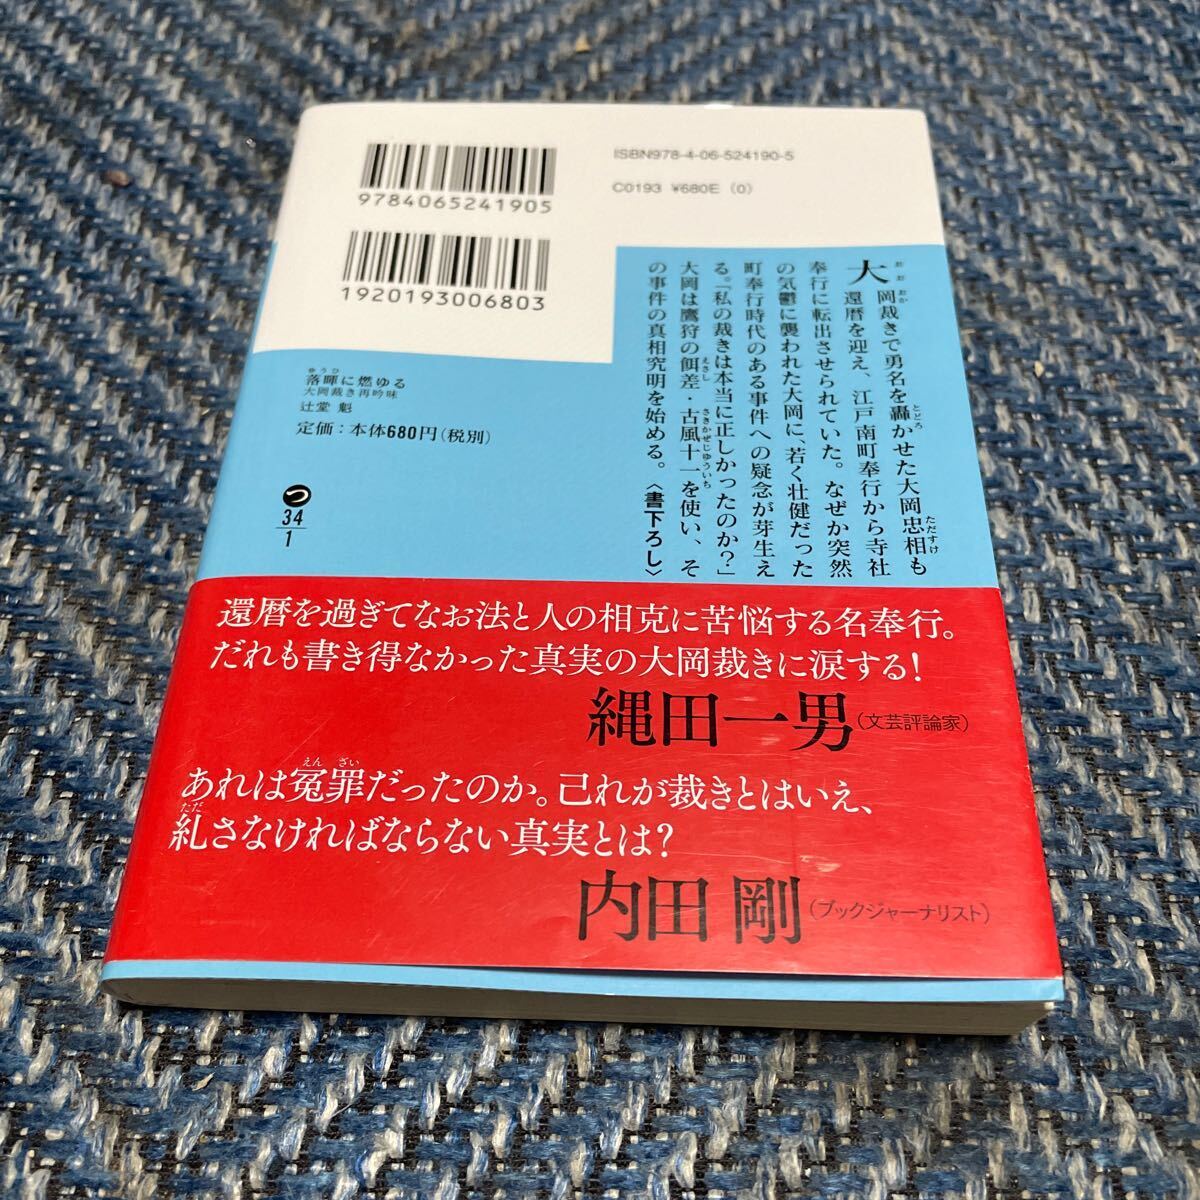 9784065241905
1920193006803
ISBN978-4-06-524190-5
C0193 ¥680E (0)
大岡裁きで勇名を轟かせた大岡忠相も
還暦を迎え、江戸南町奉行から寺社
奉行に転出させられていた。なぜか突然
の気鬱に襲われた大岡に、若く壮健だった
町奉行時代のある事件への疑念が芽生え
る。「私の裁きは本当に正しかったのか?」
大岡は鷹狩の餌差・古風十一を使い、そ
の事件の真相究明を始める。〈書下ろし〉
落暉に燃ゆる
大岡裁き再吟味
辻堂 魁
定価:本体680円(税別)
つ
34
1
還暦を過ぎてなお法と人の相克に苦悩する名奉行。
だれも書き得なかった真実の大岡裁きに涙する!
縄田一男(文芸評論家)
あれは冤罪だったのか。己れが裁きとはいえ、
糺さなければならない真実とは?
内田 剛(ブックジャーナリスト)